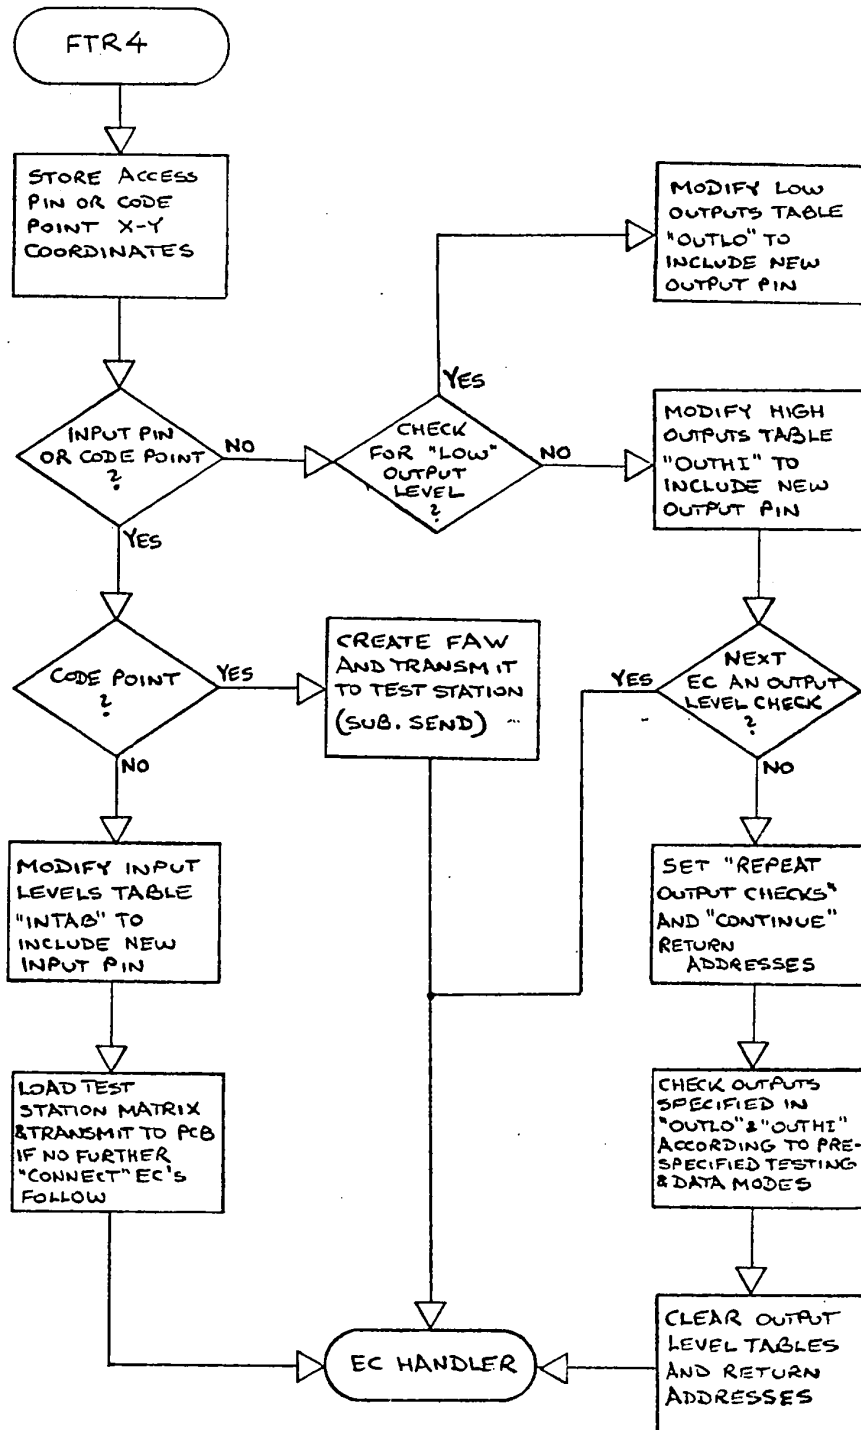 FTR4
STORE ACCESS
PIN OR CODE
POINT X-Y
COORDINATES
MODIFY LOW
OUTPUTS TABLE
"OUTLO" TO
INCLUDE NEW
OUTPUT PIN
YES
INPUT PIN
OR CODE POINT
?
NO
CHECK
FOR "LOW"
OUTPUT
LEVEL
?
NO
MODIFY HIGH
OUTPUTS TABLE
"OUTHI" TO
INCLUDE NEW
OUTPUT PIN
YES
CODE POINT
?
YES
CREATE FAW
AND TRANSMIT
TO TEST STATION
(SUB. SEND)
YES
NEXT
EC AN OUTPUT
LEVEL CHECK
?
NO
NO
MODIFY INPUT
LEVELS TABLE
"INTAB" TO
INCLUDE NEW
INPUT PIN
SET "REPEAT
OUTPUT CHECKS"
AND "CONTINUE"
RETURN
ADDRESSES
LOAD TEST
STATION MATRIX
& TRANSMIT TO PCB
IF NO FURTHER
"CONNECT" EC'S
FOLLOW
CHECK OUTPUTS
SPECIFIED IN
"OUTLO" & "OUTHI"
ACCORDING TO PRE-
SPECIFIED TESTING
& DATA MODES
EC HANDLER
CLEAR OUTPUT
LEVEL TABLES
AND RETURN
ADDRESSES